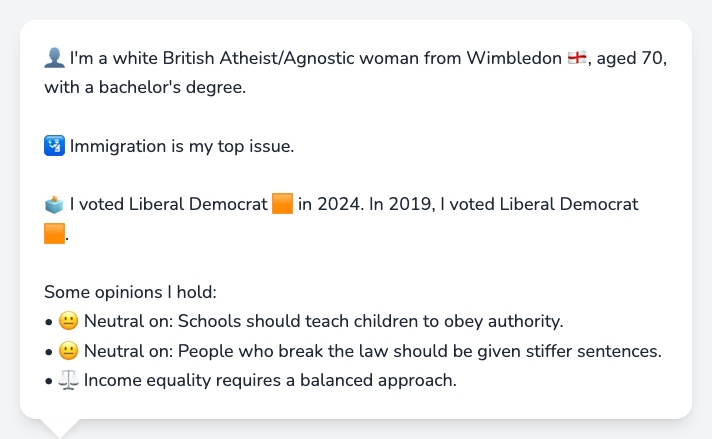 👤 I'm a white British Atheist/Agnostic woman from Wimbledon 🏴󠁧󠁢󠁥󠁮󠁧󠁿, aged 70,
with a bachelor's degree.
🛂 Immigration is my top issue.
🗳️ I voted Liberal Democrat 🟧 in 2024. In 2019, I voted Liberal Democrat
🟧.
Some opinions I hold:
• 😐 Neutral on: Schools should teach children to obey authority.
• 😐 Neutral on: People who break the law should be given stiffer sentences.
• ⚖️ Income equality requires a balanced approach.